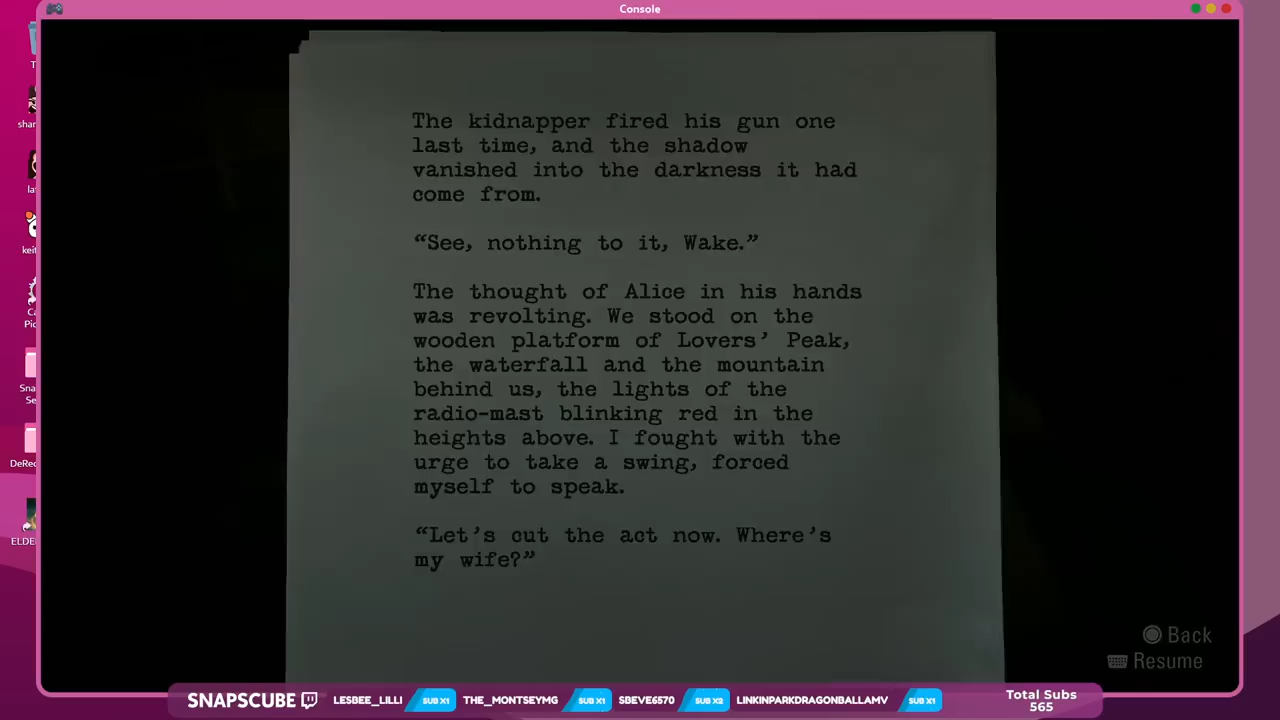 Console
The kidnapper fired his gun one
last time, and the shadow
vanished into the darkness it had
come from.
“See, nothing to it, Wake.”
The thought of Alice in his hands
was revolting. We stood on the
wooden platform of Lovers’ Peak,
the waterfall and the mountain
behind us, the lights of the
radio-mast blinking red in the
heights above. I fought with the
urge to take a swing, forced
myself to speak.
“Let’s cut the act now. Where’s
my wife?”
Back
Resume
SNAPSCUBE
LESBEE_LILLI SUB X1 THE_MONTSEYMG SUB X1 SBEVE6570 SUB X2 LINKINPARKDRAGONBALLAMV SUB X1
Total Subs
565